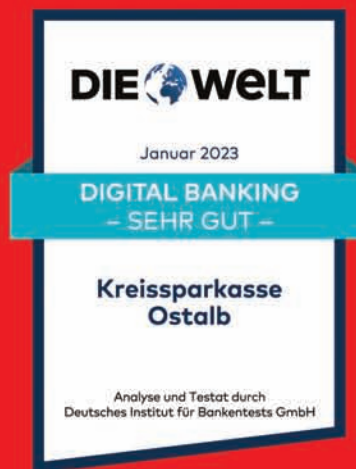 DIE WELT
Januar 2023
DIGITAL BANKING
– SEHR GUT –
Kreissparkasse
Ostalb
Analyse und Testat durch
Deutsches Institut für Bankentests GmbH